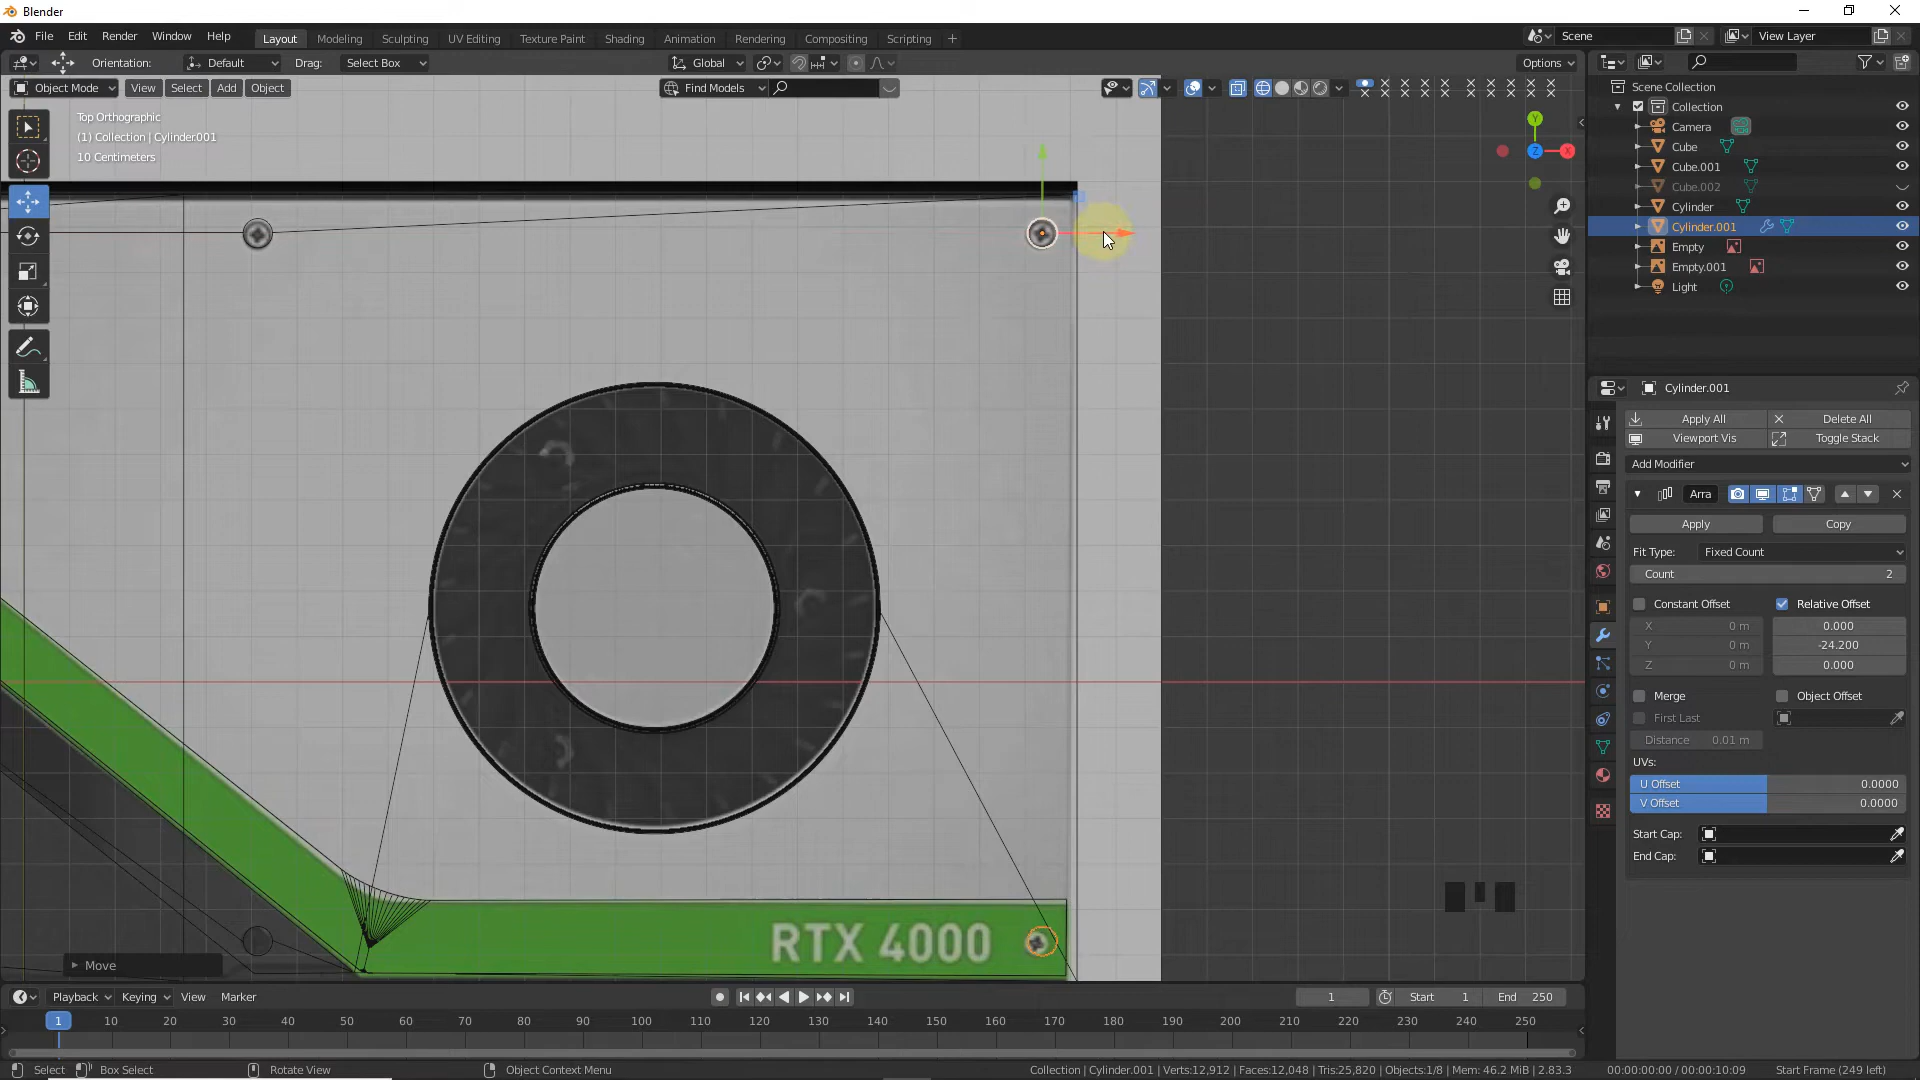 Blender
File Edit Render Window Help
Layout Modeling Sculpting UV Editing Texture Paint Shading Animation Rendering Compositing Scripting +
Scene View Layer
Orientation: Default Drag: Select Box Global Options
Object Mode View Select Add Object Find Models
Top Orthographic
(1) Collection | Cylinder.001
10 Centimeters
Y
Z
X
Scene Collection
Collection
Camera
Cube
Cube.001
Cube.002
Cylinder
Cylinder.001
Empty
Empty.001
Light
Cylinder.001
Apply All Delete All
Viewport Vis Toggle Stack
Add Modifier
Arra
Apply Copy
Fit Type: Fixed Count
Count 2
Constant Offset Relative Offset
X 0 m 0.000
Y 0 m -24.200
Z 0 m 0.000
Merge Object Offset
First Last
Distance 0.01 m
UVs:
U Offset 0.0000
V Offset 0.0000
Start Cap:
End Cap:
RTX 4000
Move
Playback Keying View Marker 1 Start 1 End 250
1 10 20 30 40 50 60 70 80 90 100 110 120 130 140 150 160 170 180 190 200 210 220 230 240 250
Select Box Select Rotate View Object Context Menu Collection | Cylinder.001 | Verts:12,912 | Faces:12,048 | Tris:25,820 | Objects:1/8 | Mem: 46.2 MiB | 2.83.3 00:00:00:00 / 00:00:10:09 Start Frame (249 left)